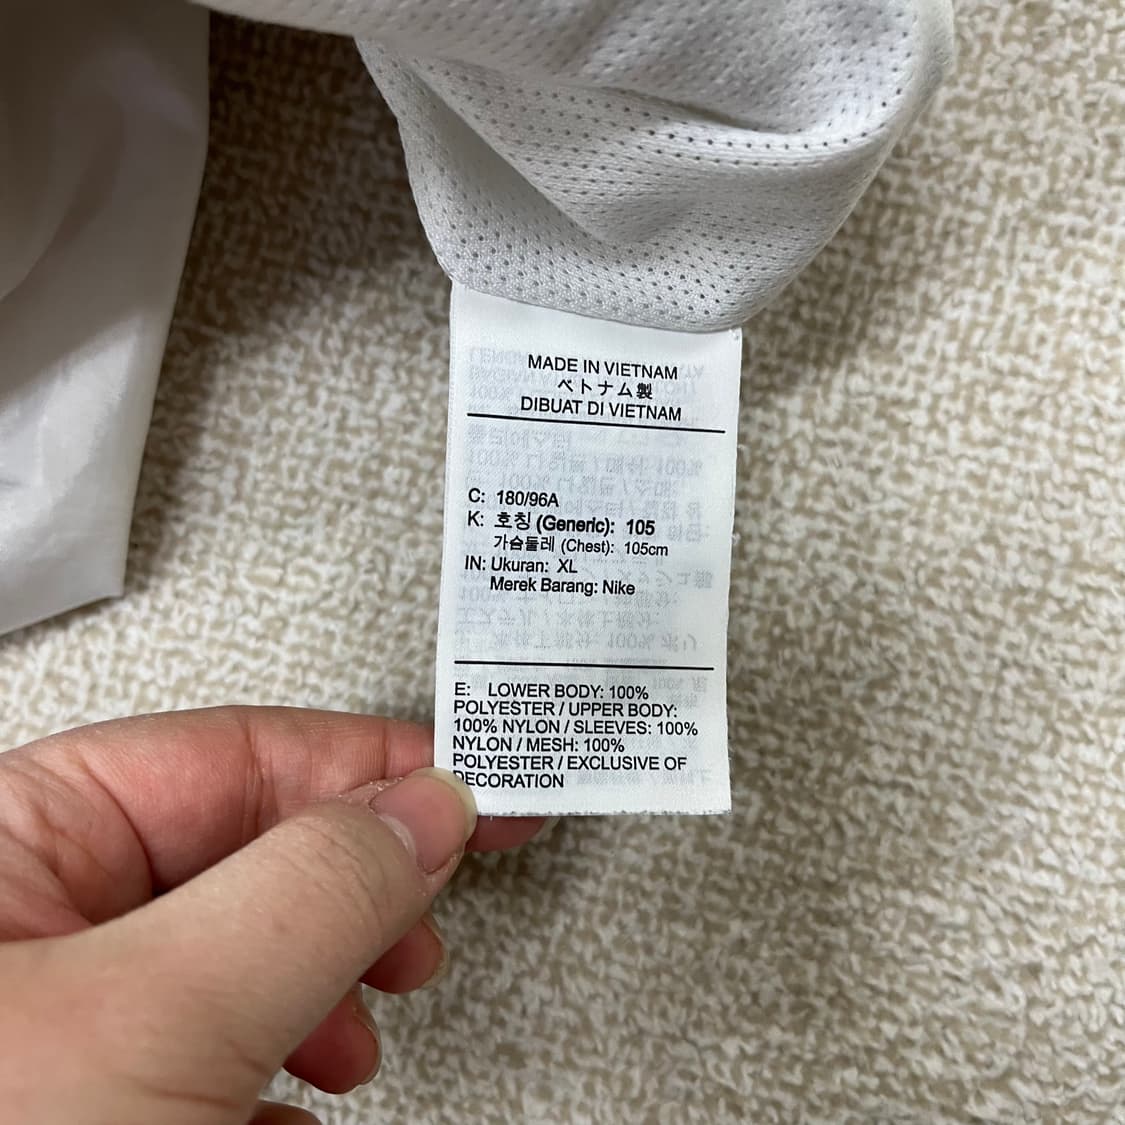 MADE IN VIETNAM
ベトナム製
DIBUAT DI VIETNAM
C: 180/96A
K: 호칭 (Generic): 105
가슴둘레 (Chest): 105cm
IN: Ukuran: XL
Merek Barang: Nike
E: LOWER BODY: 100%
POLYESTER / UPPER BODY:
100% NYLON / SLEEVES: 100%
NYLON / MESH: 100%
POLYESTER / EXCLUSIVE OF
DECORATION